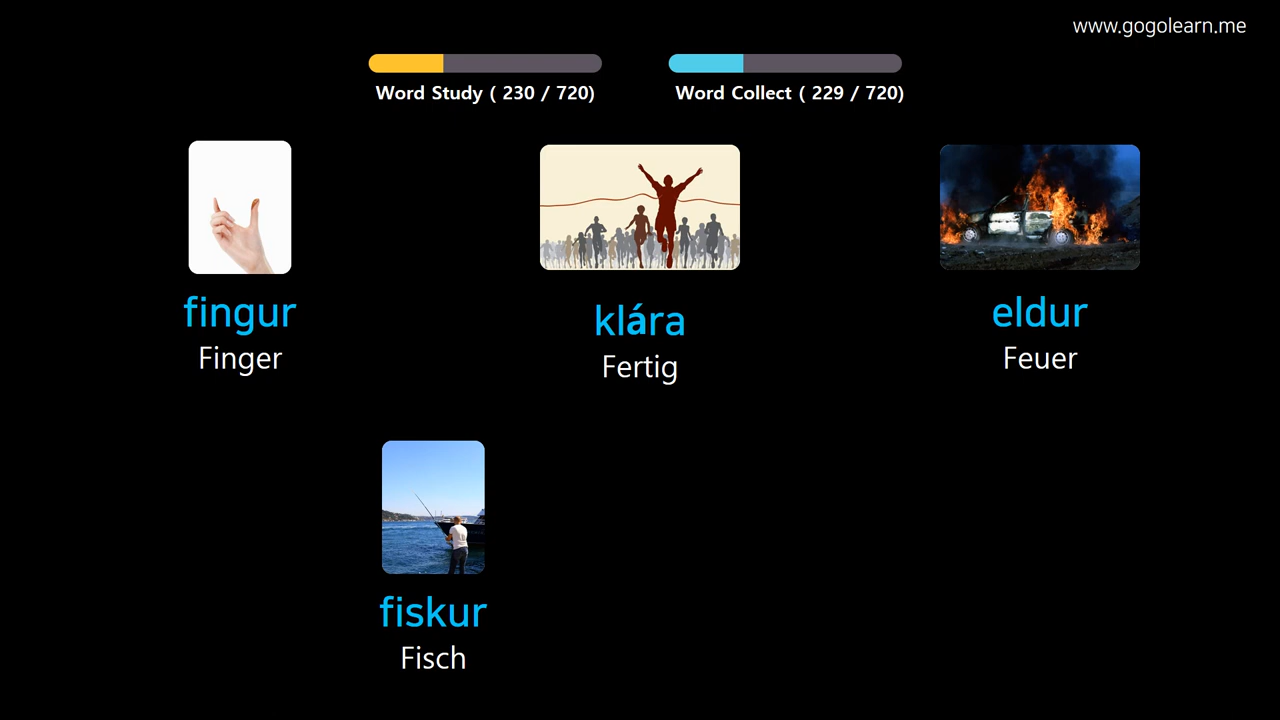 www.gogolearn.me
Word Study ( 230 / 720)
Word Collect ( 229 / 720)
fingur
Finger
klára
Fertig
eldur
Feuer
fiskur
Fisch